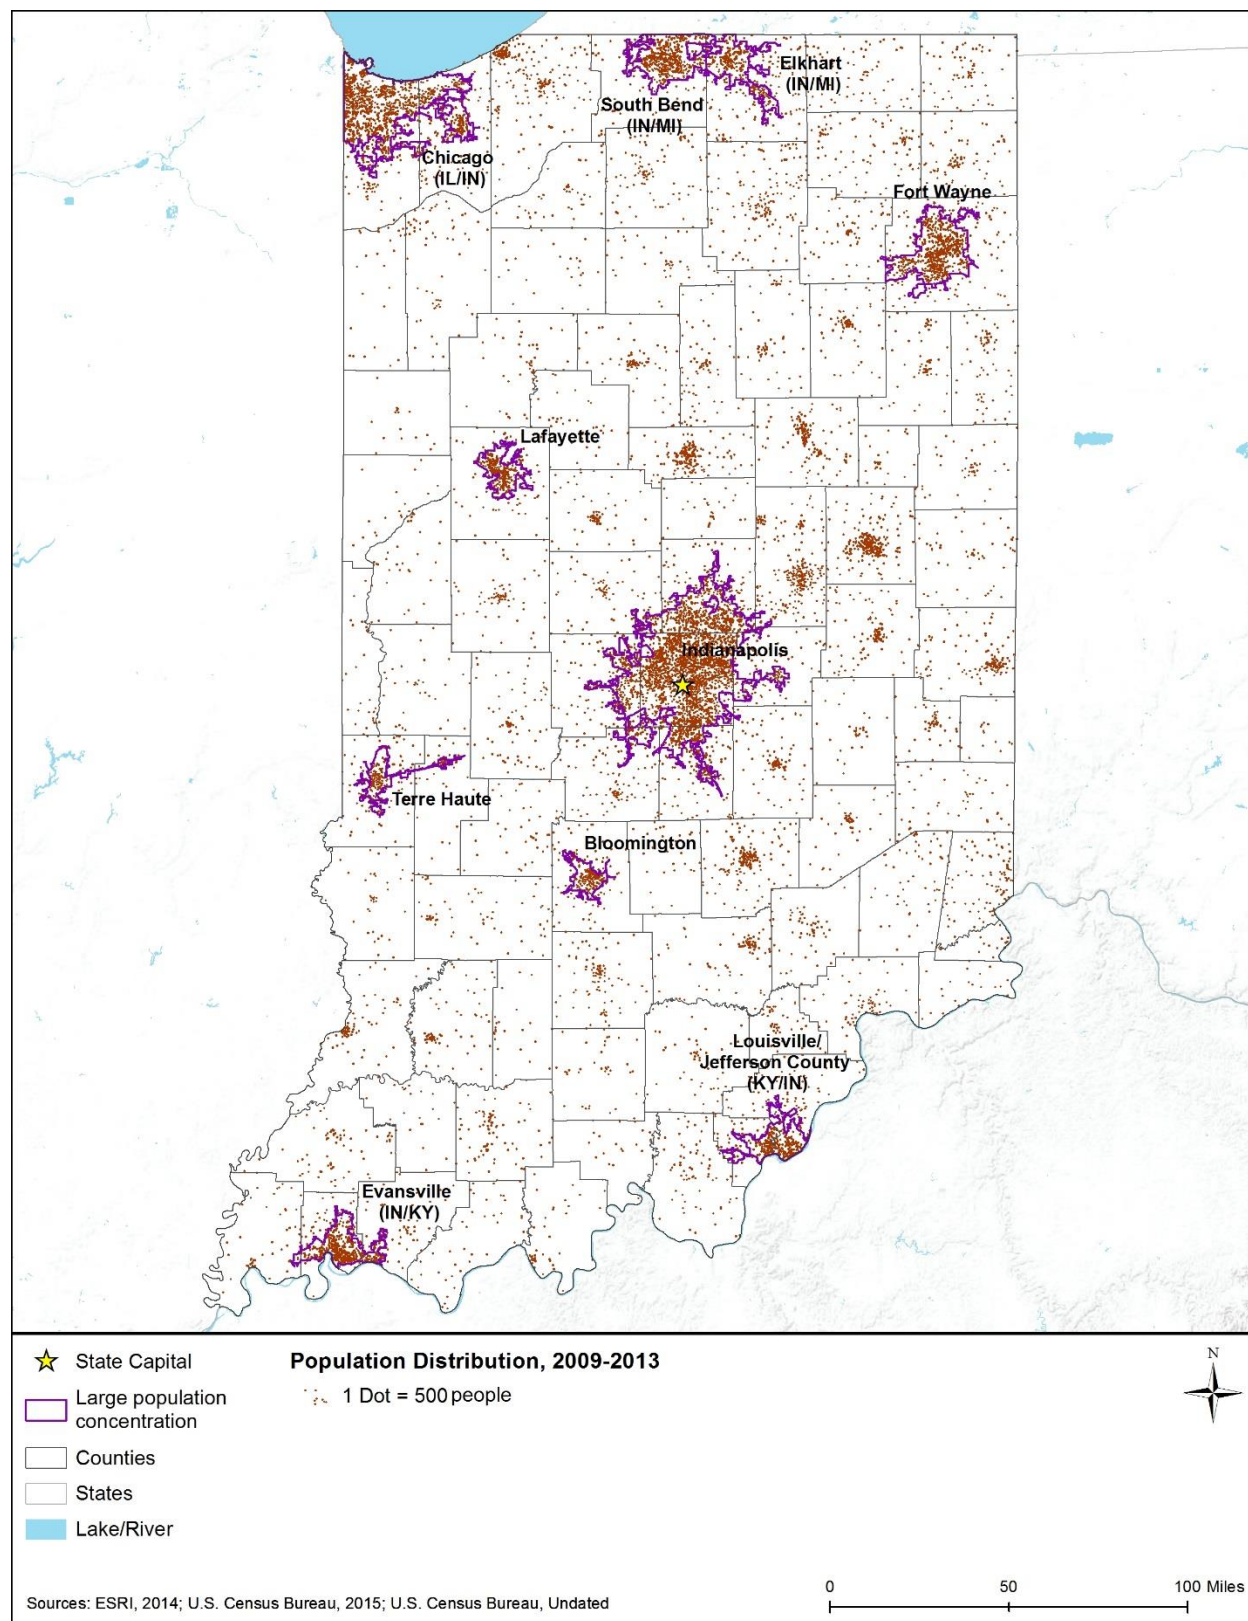 Elkhart
(IN/MI)
South Bend
(IN/MI)
Chicago
(IL/IN)
Fort Wayne
Lafayette
Indianapolis
Terre Haute
Bloomington
Louisville/
Jefferson County
(KY/IN)
Evansville
(IN/KY)
State Capital
Large population
concentration
Counties
States
Lake/River
Population Distribution, 2009-2013
1 Dot = 500 people
N
0 50 100 Miles
Sources: ESRI, 2014; U.S. Census Bureau, 2015; U.S. Census Bureau, Undated